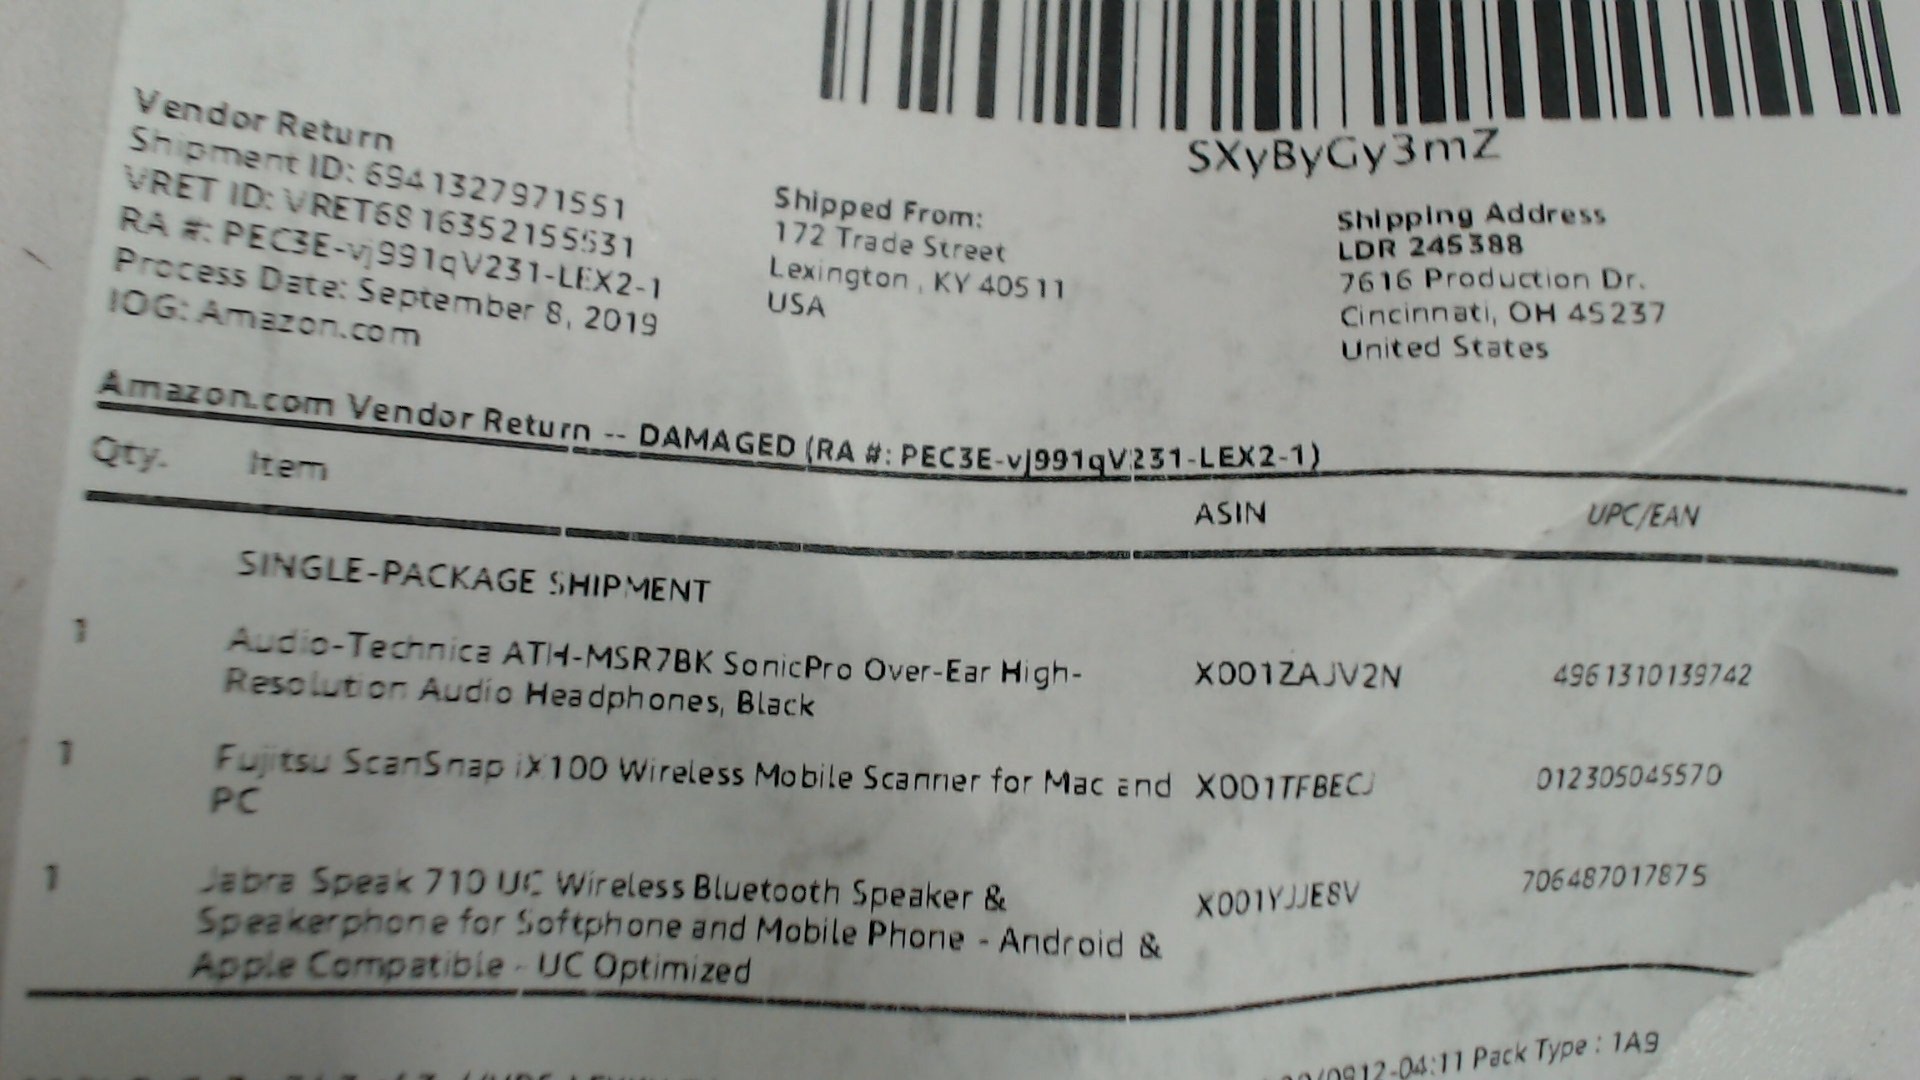 SXyByGy3mZ
Vendor Return
Shipment ID: 6941327971551
VRET ID: VRET6816352155531
RA #: PEC3E-vj991qV231-LEX2-1
Process Date: September 8, 2019
IOG: Amazon.com
Shipped From:
172 Trade Street
Lexington , KY 40511
USA
Shipping Address
LDR 245388
7616 Production Dr.
Cincinnati, OH 45237
United States
Amazon.com Vendor Return -- DAMAGED (RA #: PEC3E-vj991qV231-LEX2-1)
Qty. Item ASIN UPC/EAN
SINGLE-PACKAGE SHIPMENT
1 Audio-Technica ATH-MSR7BK SonicPro Over-Ear High- X001ZAJV2N 4961310139742
Resolution Audio Headphones, Black
1 Fujitsu ScanSnap iX100 Wireless Mobile Scanner for Mac and X001TFBECJ 012305045570
PC
1 Jabra Speak 710 UC Wireless Bluetooth Speaker & X001YJJE8V 706487017875
Speakerphone for Softphone and Mobile Phone - Android &
Apple Compatible - UC Optimized
Pack Type : 1A9